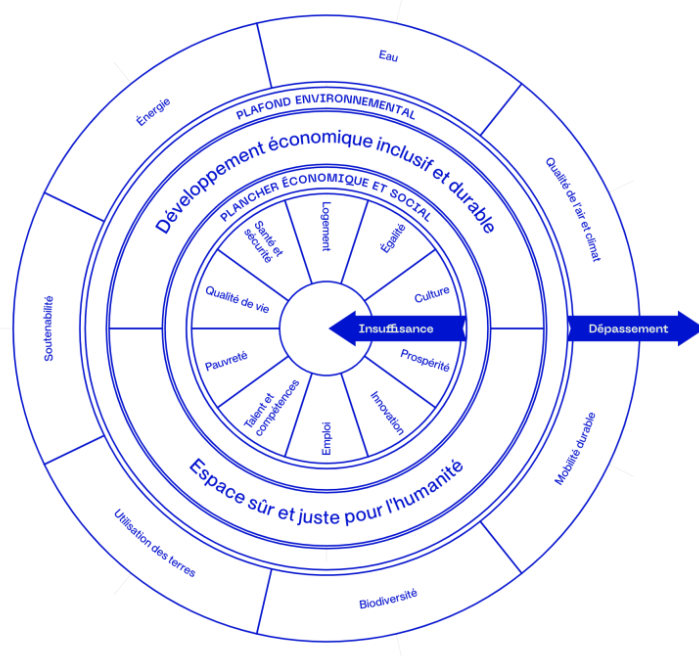 Eau
Énergie
Qualité de l'air et climat
Soutenabilité
Mobilité durable
Utilisation des terres
Biodiversité
PLAFOND ENVIRONNEMENTAL
Développement économique inclusif et durable
PLANCHER ÉCONOMIQUE ET SOCIAL
Logement
Santé et
sécurité
Égalité
Qualité de vie
Culture
Insuffisance
Dépassement
Pauvreté
Prospérité
Talent et
compétences
Innovation
Emploi
Espace sûr et juste pour l'humanité